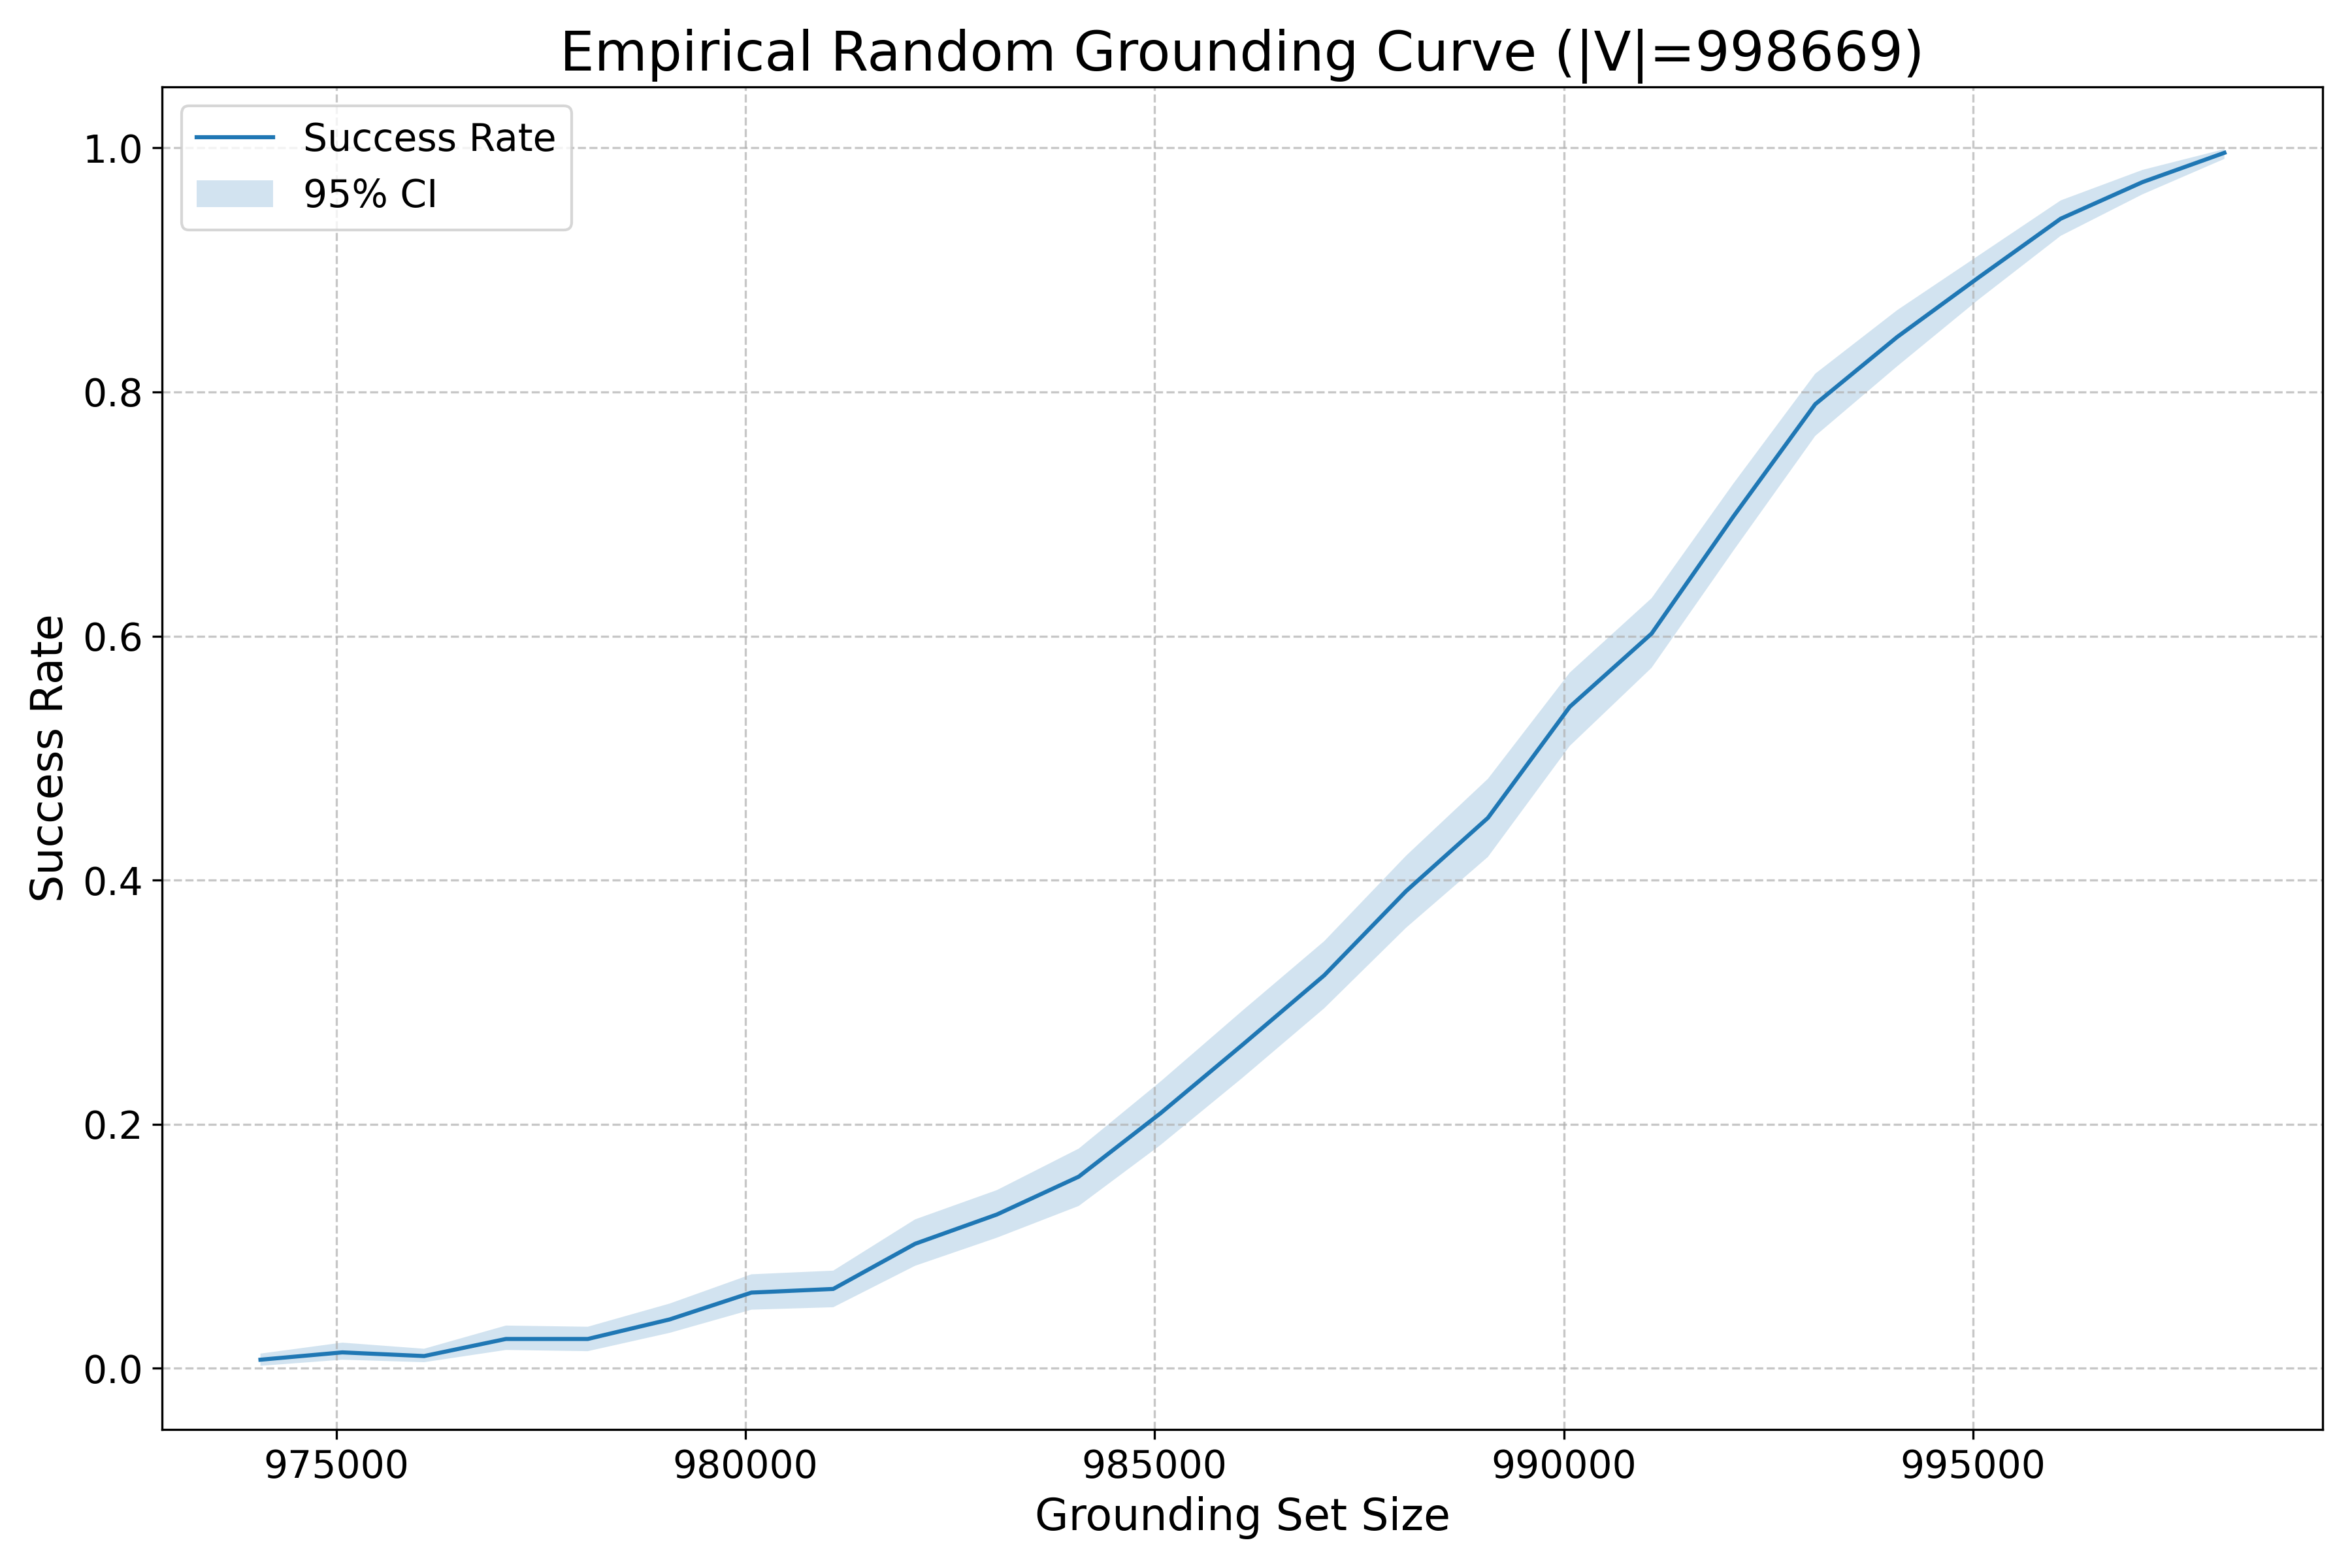 Empirical Random Grounding Curve (|V|=998669)
Success Rate
95% CI
Success Rate
1.0
0.8
0.6
0.4
0.2
0.0
975000
980000
985000
990000
995000
Grounding Set Size